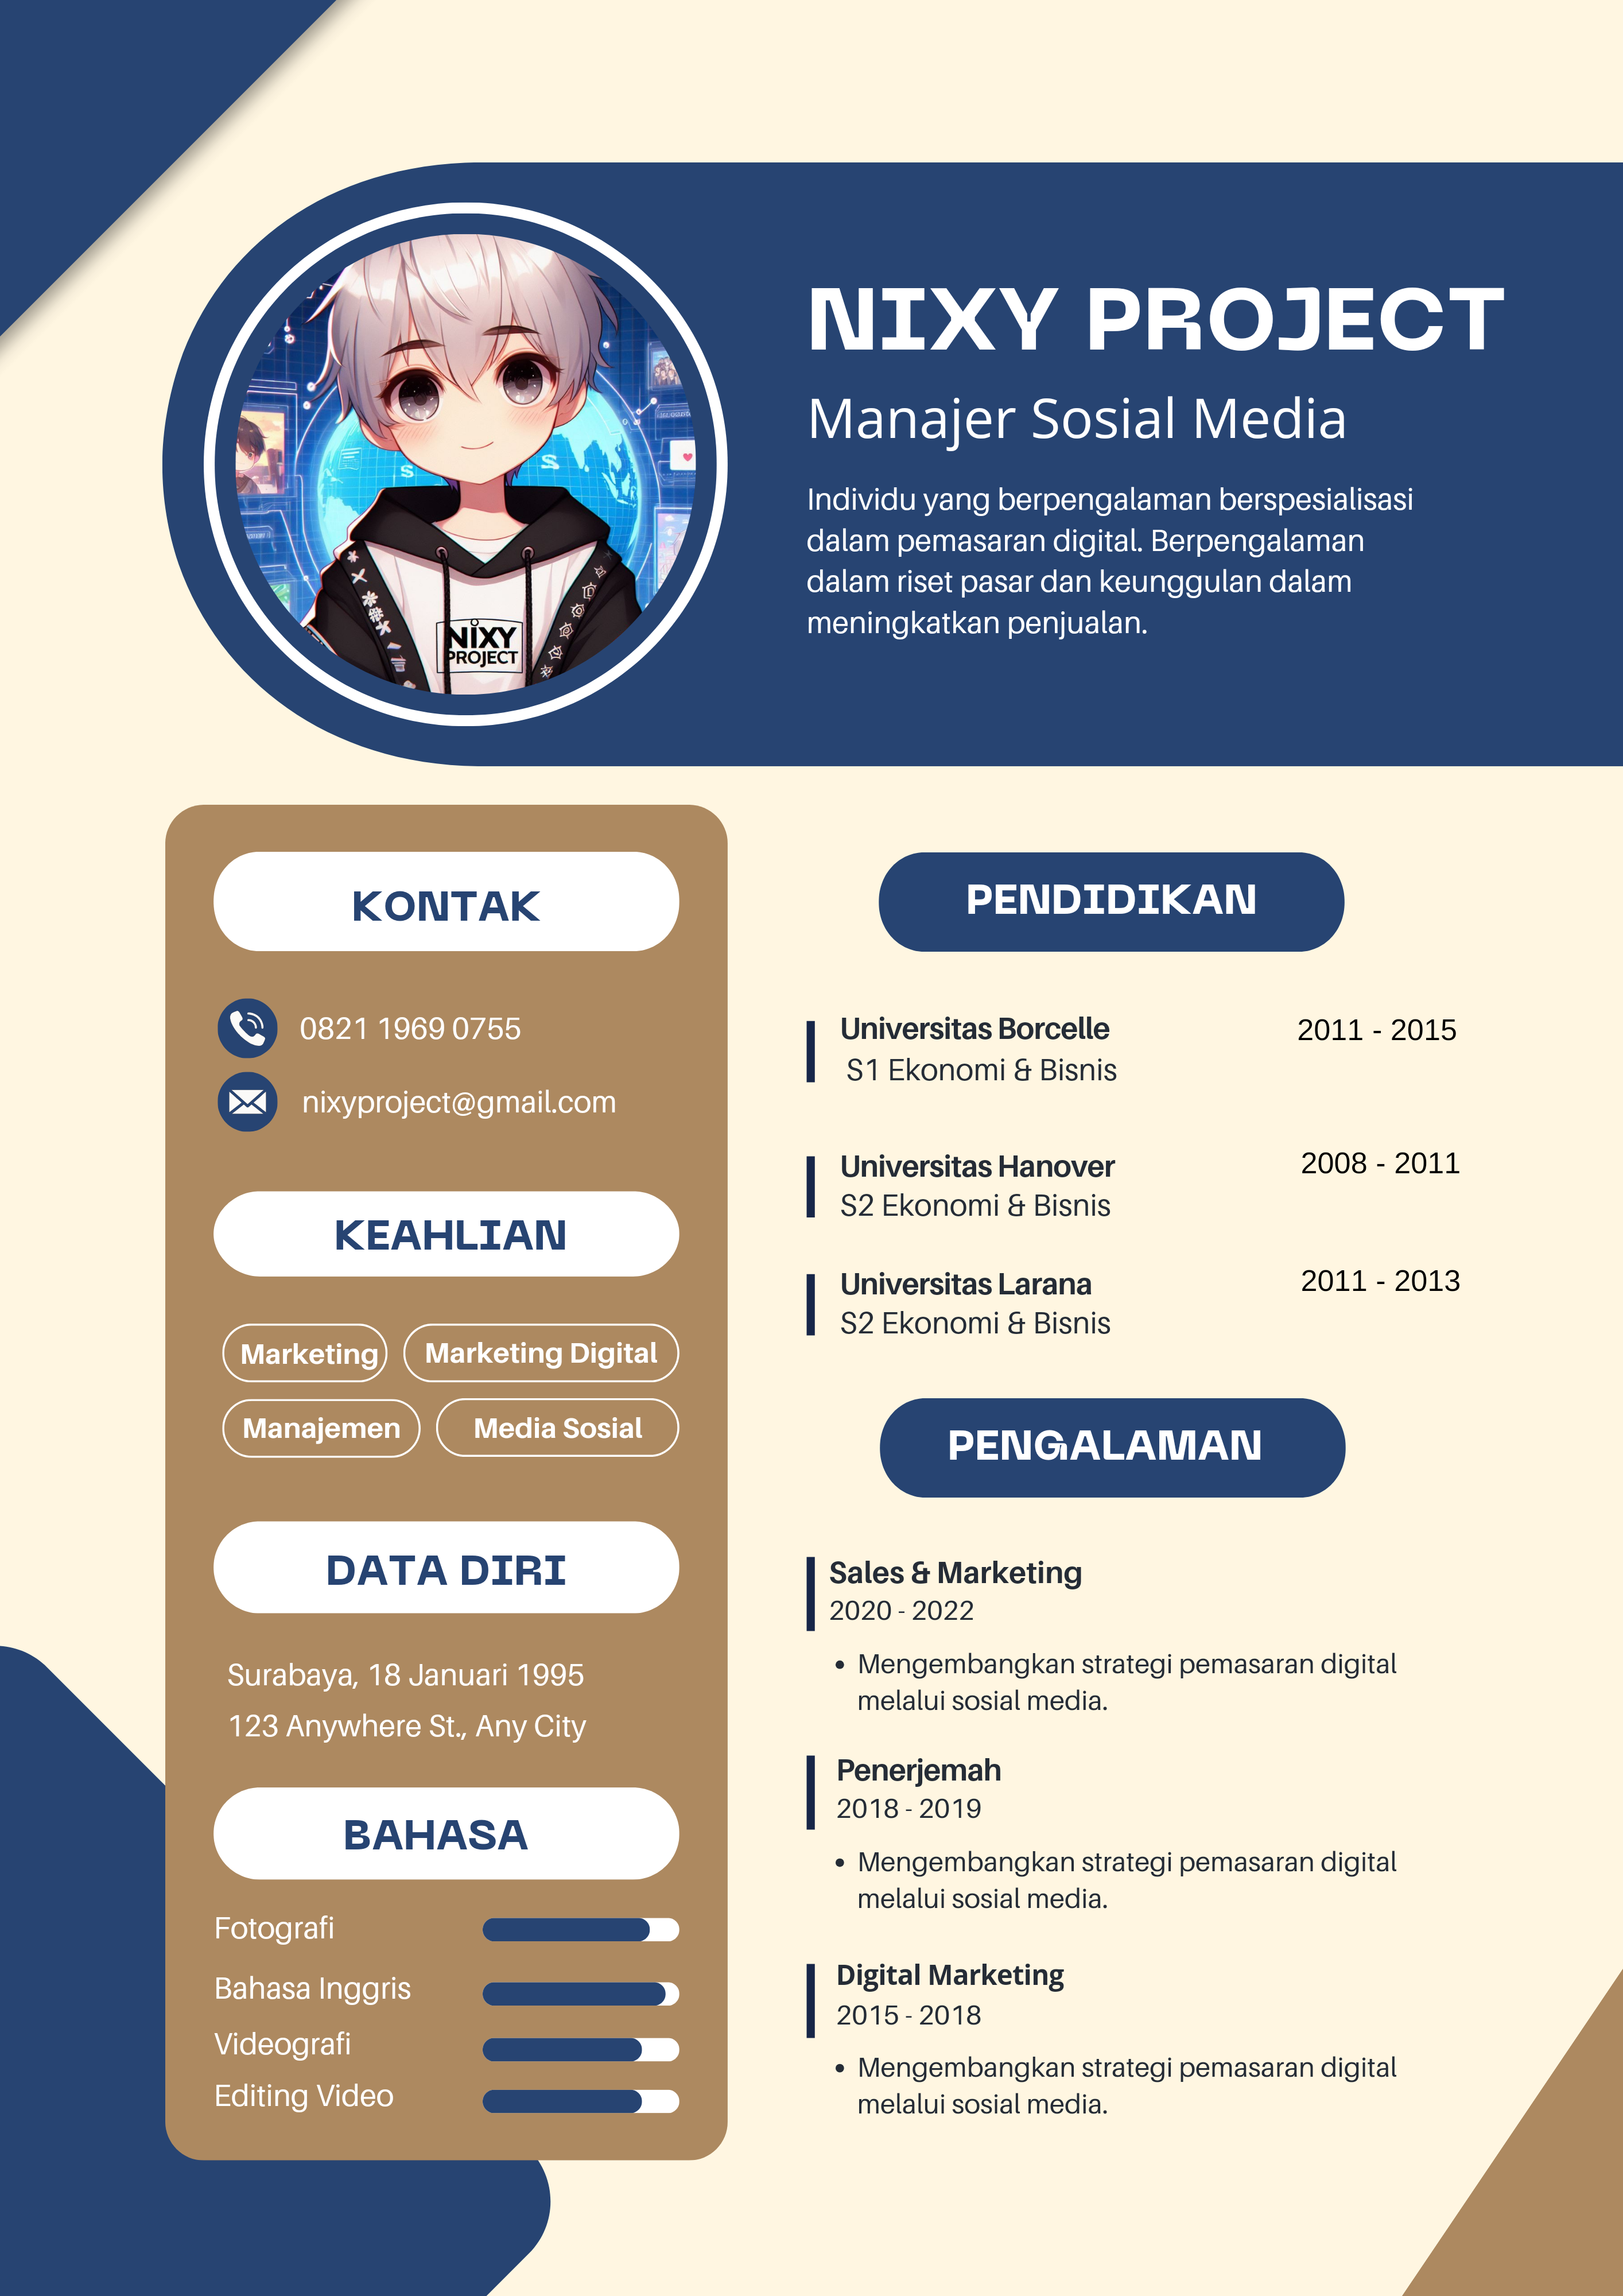 NIXY PROJECT
Manajer Sosial Media
Individu yang berpengalaman berspesialisasi
dalam pemasaran digital. Berpengalaman
dalam riset pasar dan keunggulan dalam
meningkatkan penjualan.
NIXY
PROJECT
KONTAK
0821 1969 0755
nixyproject@gmail.com
KEAHLIAN
Marketing
Marketing Digital
Manajemen
Media Sosial
DATA DIRI
Surabaya, 18 Januari 1995
123 Anywhere St., Any City
BAHASA
Fotografi
Bahasa Inggris
Videografi
Editing Video
PENDIDIKAN
Universitas Borcelle 2011 - 2015
S1 Ekonomi & Bisnis
Universitas Hanover 2008 - 2011
S2 Ekonomi & Bisnis
Universitas Larana 2011 - 2013
S2 Ekonomi & Bisnis
PENGALAMAN
Sales & Marketing
2020 - 2022
• Mengembangkan strategi pemasaran digital
melalui sosial media.
Penerjemah
2018 - 2019
• Mengembangkan strategi pemasaran digital
melalui sosial media.
Digital Marketing
2015 - 2018
• Mengembangkan strategi pemasaran digital
melalui sosial media.